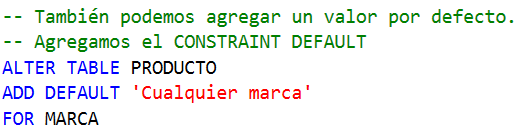 -- También podemos agregar un valor por defecto.
-- Agregamos el CONSTRAINT DEFAULT
ALTER TABLE PRODUCTO
ADD DEFAULT 'Cualquier marca'
FOR MARCA